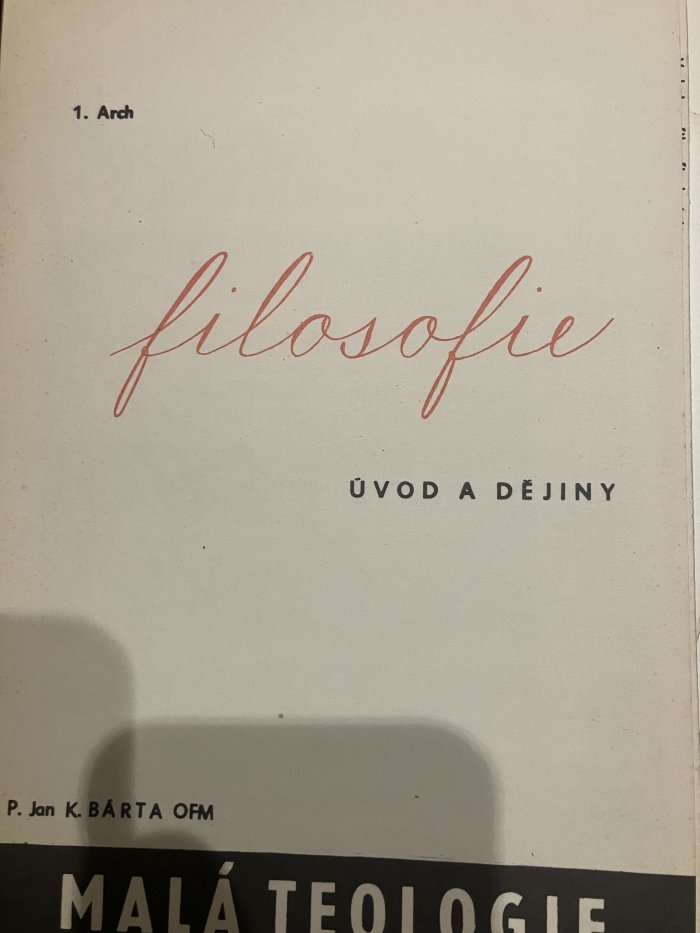 1. Arch
filosofie
ÚVOD A DĚJINY
P. Jan K. BÁRTA OFM
MALÁ TEOLOGIE